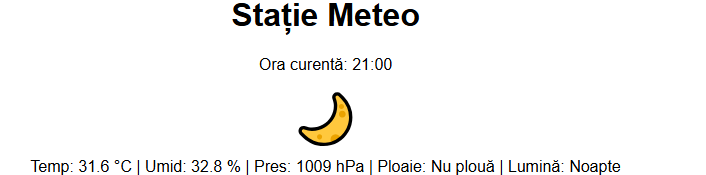 Stație Meteo
Ora curentă: 21:00
Temp: 31.6 °C | Umid: 32.8 % | Pres: 1009 hPa | Ploaie: Nu plouă | Lumină: Noapte